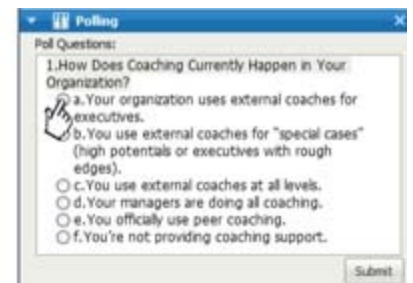 Polling
Poll Questions:
1.How Does Coaching Currently Happen in Your
Organization?
a.Your organization uses external coaches for
executives.
b.You use external coaches for "special cases"
(high potentials or executives with rough
edges).
c.You use external coaches at all levels.
d.Your managers are doing all coaching.
e.You officially use peer coaching.
f.You're not providing coaching support.
Submit